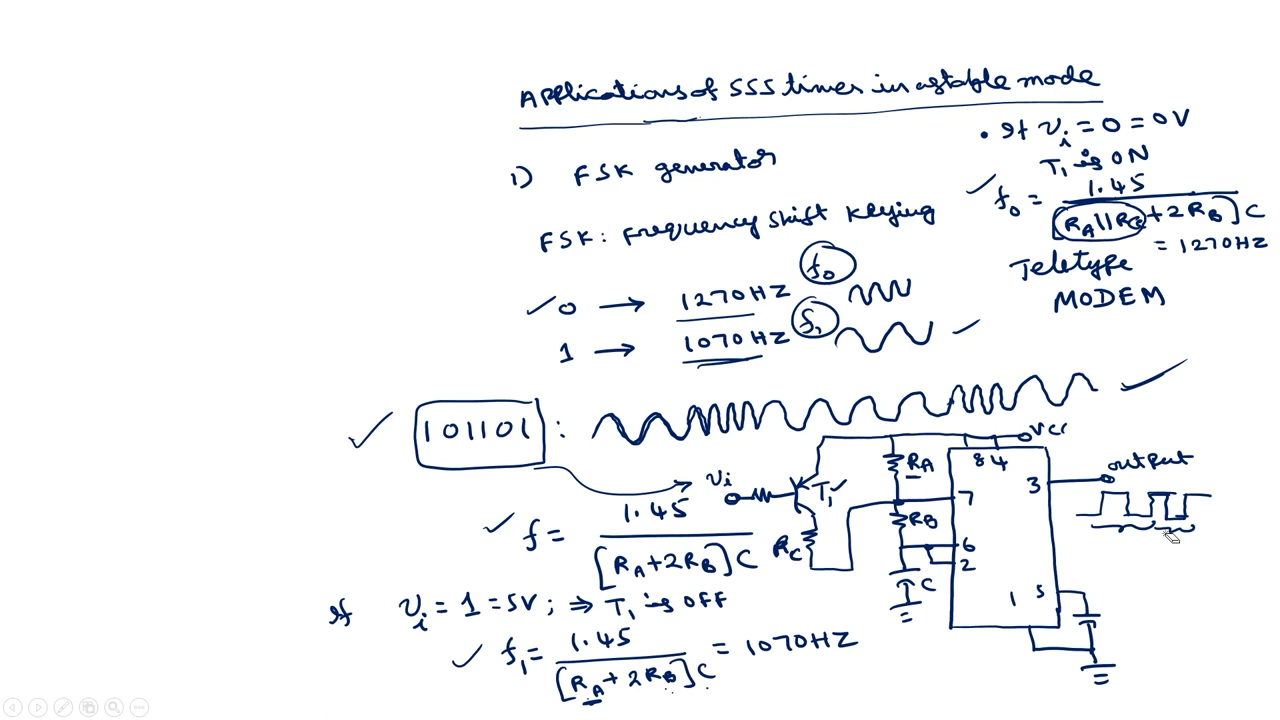 Applications of 555 timer in astable mode
1) FSK generator
FSK: Frequency Shift Keying
0 → 1270HZ f₀
1 → 1070HZ f₁
101101 :
. If vᵢ = 0 = 0V
T₁ is ON
f₀ = 1.45
[RA||RC + 2RB]C
= 1270HZ
Teletype
MODEM
Vi
T₁
RC
RA
RB
C
VCC
8 4
7
6
2
1 5
3
output
f = 1.45
[RA+2RB]C
If vᵢ = 1 = 5V; ⇒ T₁ is OFF
f₁ = 1.45 = 1070HZ
[RA + 2RB]C